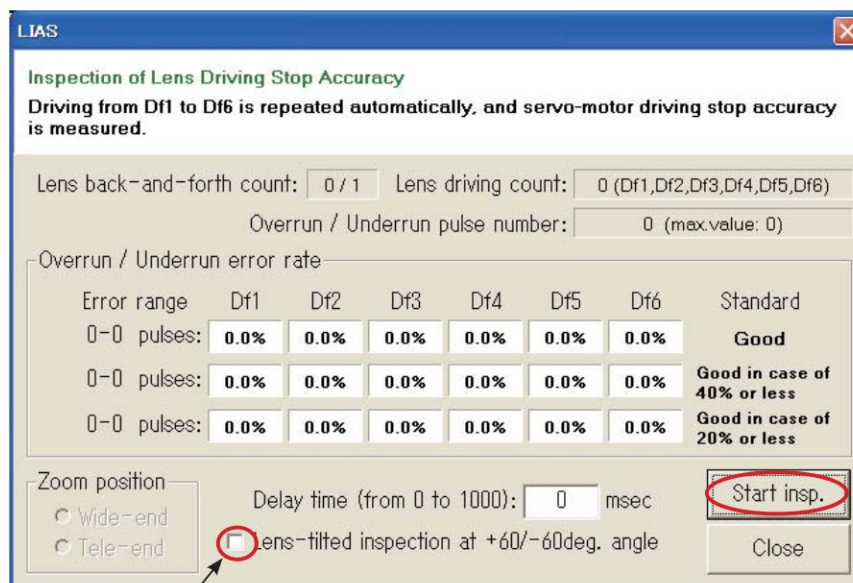 LIAS
Inspection of Lens Driving Stop Accuracy
Driving from Df1 to Df6 is repeated automatically, and servo-motor driving stop accuracy
is measured.
Lens back-and-forth count: 0 / 1 Lens driving count: 0 (Df1,Df2,Df3,Df4,Df5,Df6)
Overrun / Underrun pulse number: 0 (max.value: 0)
Overrun / Underrun error rate
Error range Df1 Df2 Df3 Df4 Df5 Df6 Standard
0-0 pulses: 0.0% 0.0% 0.0% 0.0% 0.0% 0.0% Good
0-0 pulses: 0.0% 0.0% 0.0% 0.0% 0.0% 0.0% Good in case of
40% or less
0-0 pulses: 0.0% 0.0% 0.0% 0.0% 0.0% 0.0% Good in case of
20% or less
Zoom position
Wide-end
Tele-end
Delay time (from 0 to 1000): 0 msec
Lens-tilted inspection at +60/-60deg. angle
Start insp.
Close